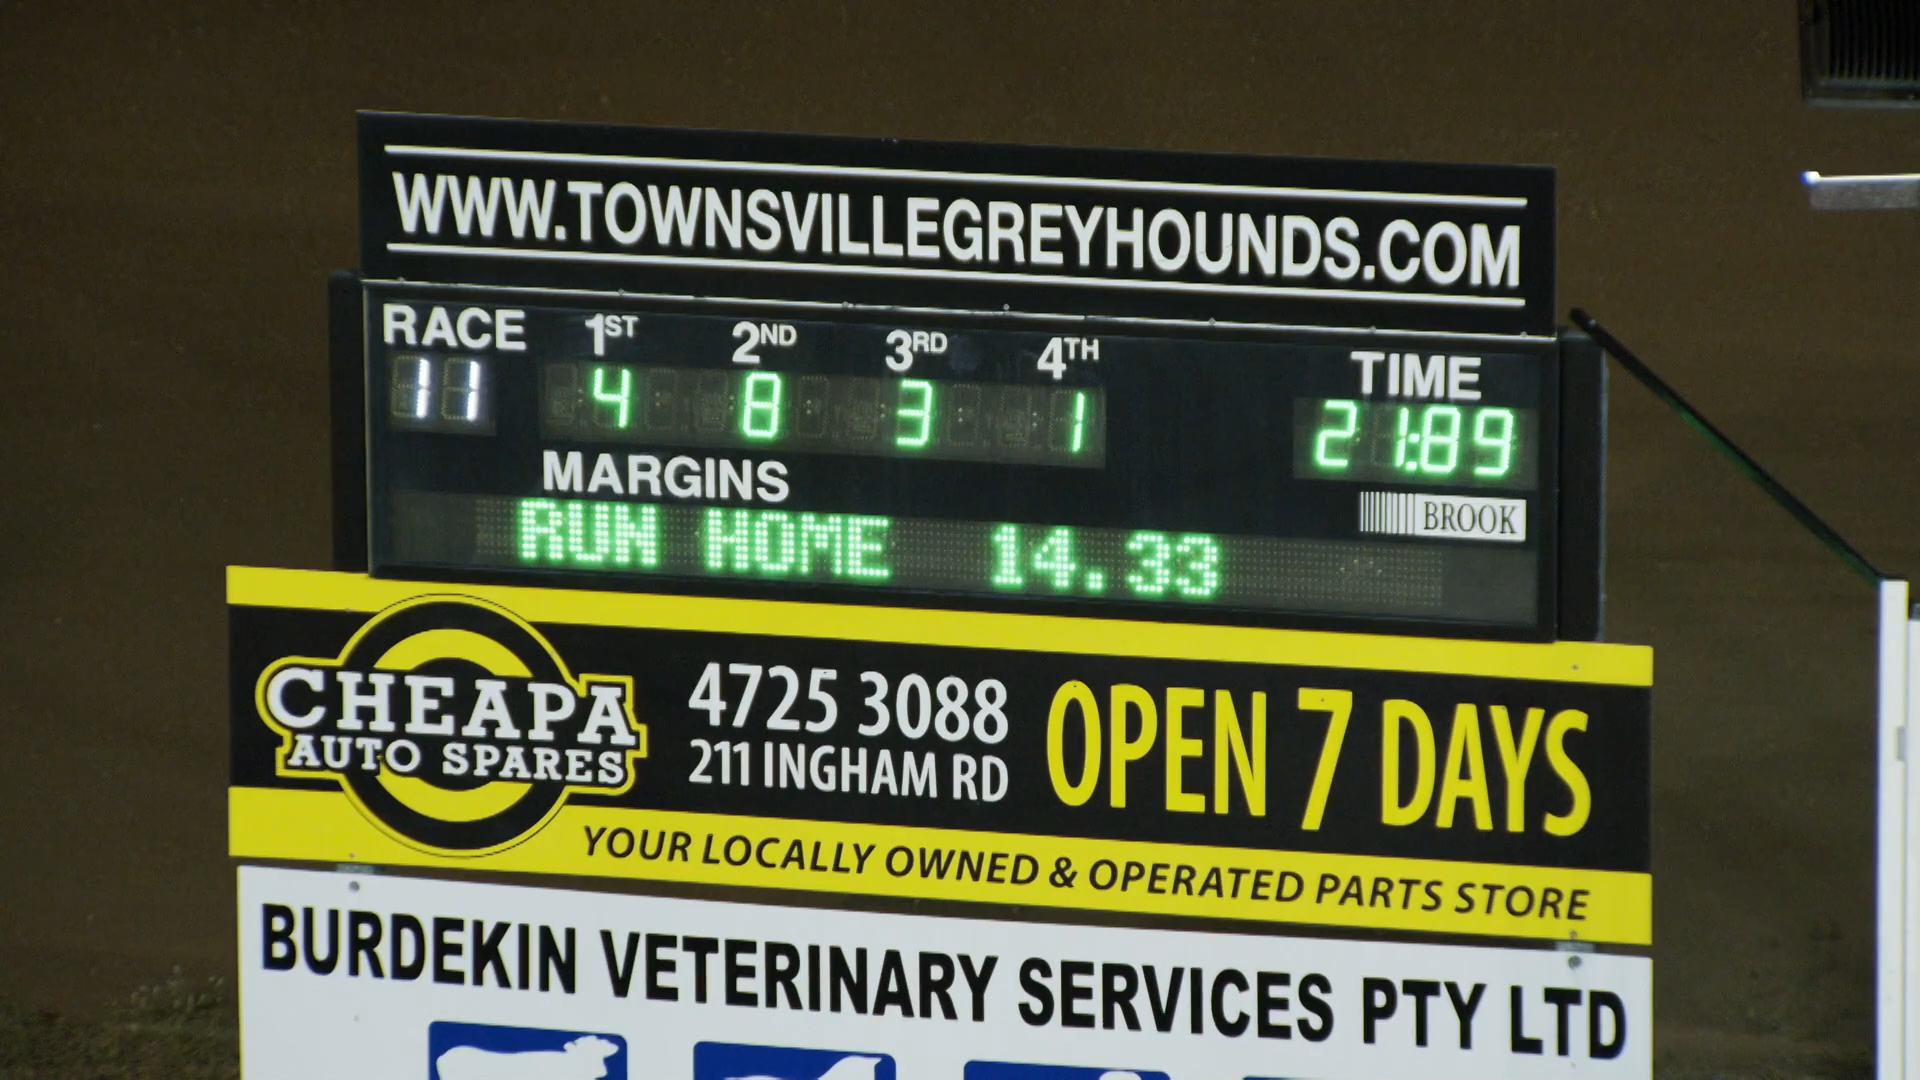 WWW.TOWNSVILLEGREYHOUNDS.COM
RACE 1ST 2ND 3RD 4TH TIME
11 4 8 3 1 21:89
MARGINS
BROOK
RUN HOME 14.33
CHEAPA
AUTO SPARES
4725 3088
211 INGHAM RD
OPEN 7 DAYS
YOUR LOCALLY OWNED & OPERATED PARTS STORE
BURDEKIN VETERINARY SERVICES PTY LTD